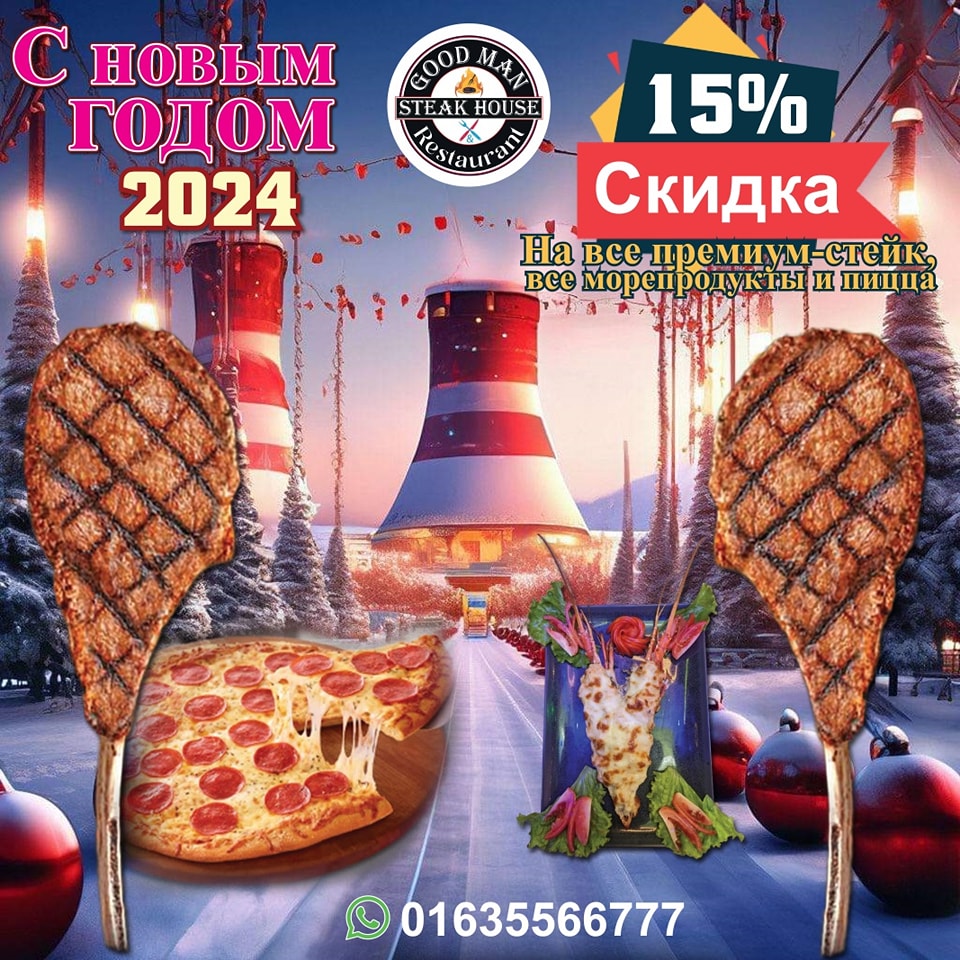 С новым
годом
2024
GOOD MAN
STEAK HOUSE
&
Restaurant
15%
Скидка
На все премиум-стейк,
все морепродукты и пицца
01635566777